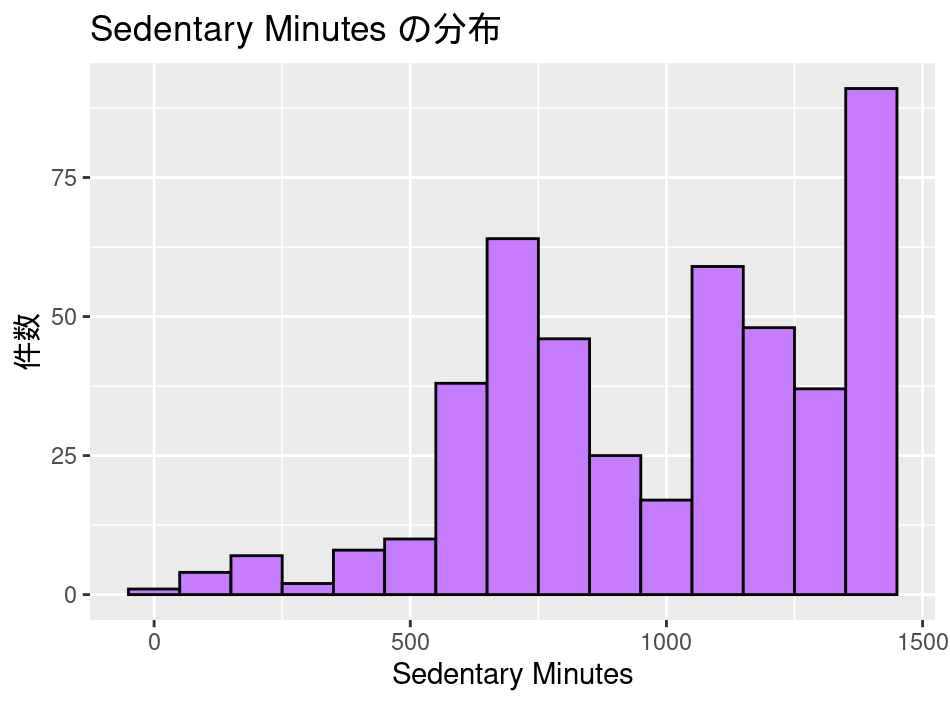 Sedentary Minutes の分布
件数
75
50
25
0
0 500 1000 1500
Sedentary Minutes